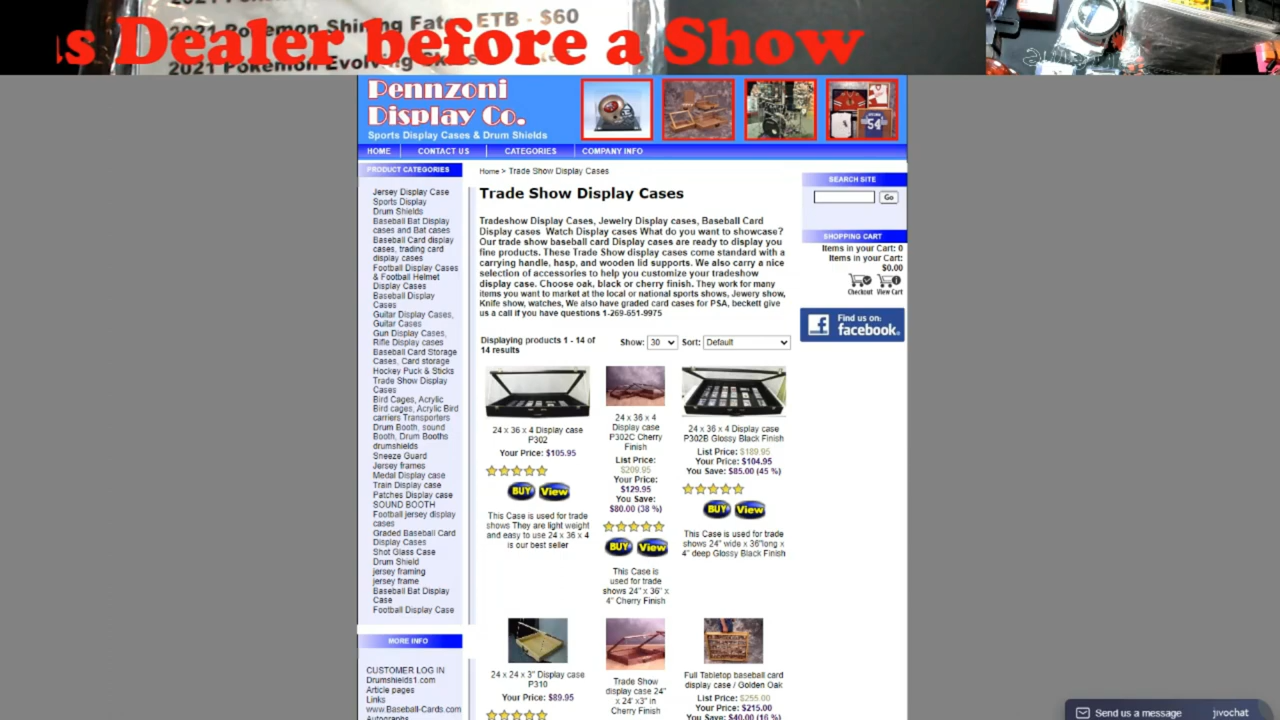 2021 Pokemon Shining Fates ETB - $60
s Dealer before a Show
2021 Pokemon Evolving
Pennzoni
Display Co.
Sports Display Cases & Drum Shields
54
HOME CONTACT US CATEGORIES COMPANY INFO
PRODUCT CATEGORIES
Jersey Display Case
Sports Display
Drum Shields
Baseball Bat Display
cases and Bat cases
Baseball Card display
cases, trading card
display cases
Football Display Cases
& Football Helmet
Display Cases
Baseball Display
Cases
Guitar Display Cases,
Guitar Cases
Gun Display Cases,
Rifle Display cases
Baseball Card Storage
Cases, Card storage
Hockey Puck & Sticks
Trade Show Display
Cases
Bird Cages, Acrylic
Bird cages, Acrylic Bird
carriers Transporters
Drum Booth, sound
Booth, Drum Booths
drumshields
Sneeze Guard
Jersey frames
Medal Display case
Train Display case
Patches Display case
SOUND BOOTH
Football jersey display
cases
Graded Baseball Card
Display Cases
Shot Glass Case
Drum Shield
jersey framing
jersey frame
Baseball Bat Display
Case
Football Display Case
MORE INFO
CUSTOMER LOG IN
Drumshields1.com
Article pages
Links
www.Baseball-Cards.com
Autographs
Home > Trade Show Display Cases
Trade Show Display Cases
Tradeshow Display Cases, Jewelry Display cases, Baseball Card
Display cases Watch Display cases What do you want to showcase?
Our trade show baseball card Display cases are ready to display you
fine products. These Trade Show display cases come standard with a
carrying handle, hasp, and wooden lid supports. We also carry a nice
selection of accessories to help you customize your tradeshow
display case. Choose oak, black or cherry finish. They work for many
items you want to market at the local or national sports shows, Jewery show,
Knife show, watches, We also have graded card cases for PSA, beckett give
us a call if you have questions 1-269-651-9975
Displaying products 1 - 14 of
14 results
Show: 30 Sort: Default
24 x 36 x 4 Display case
P302
Your Price: $105.95
BUY View
This Case is used for trade
shows They are light weight
and easy to use 24 x 36 x 4
is our best seller
24 x 36 x 4
Display case
P302C Cherry
Finish
List Price:
$209.95
Your Price:
$129.95
You Save:
$80.00 (38 %)
BUY View
This Case is
used for trade
shows 24" x 36" x
4" Cherry Finish
24 x 36 x 4 Display case
P302B Glossy Black Finish
List Price: $189.95
Your Price: $104.95
You Save: $85.00 (45 %)
BUY View
This Case is used for trade
shows 24" wide x 36"long x
4" deep Glossy Black Finish
24 x 24 x 3" Display case
P310
Your Price: $89.95
Trade Show
display case 24"
x 24' x3" in
Cherry Finish
Full Tabletop baseball card
display case / Golden Oak
List Price: $255.00
Your Price: $215.00
You Save: $40.00 (16 %)
SEARCH SITE
Go
SHOPPING CART
Items in your Cart: 0
Items in your Cart:
$0.00
Checkout View Cart
Find us on:
facebook.
Send us a message jivochat